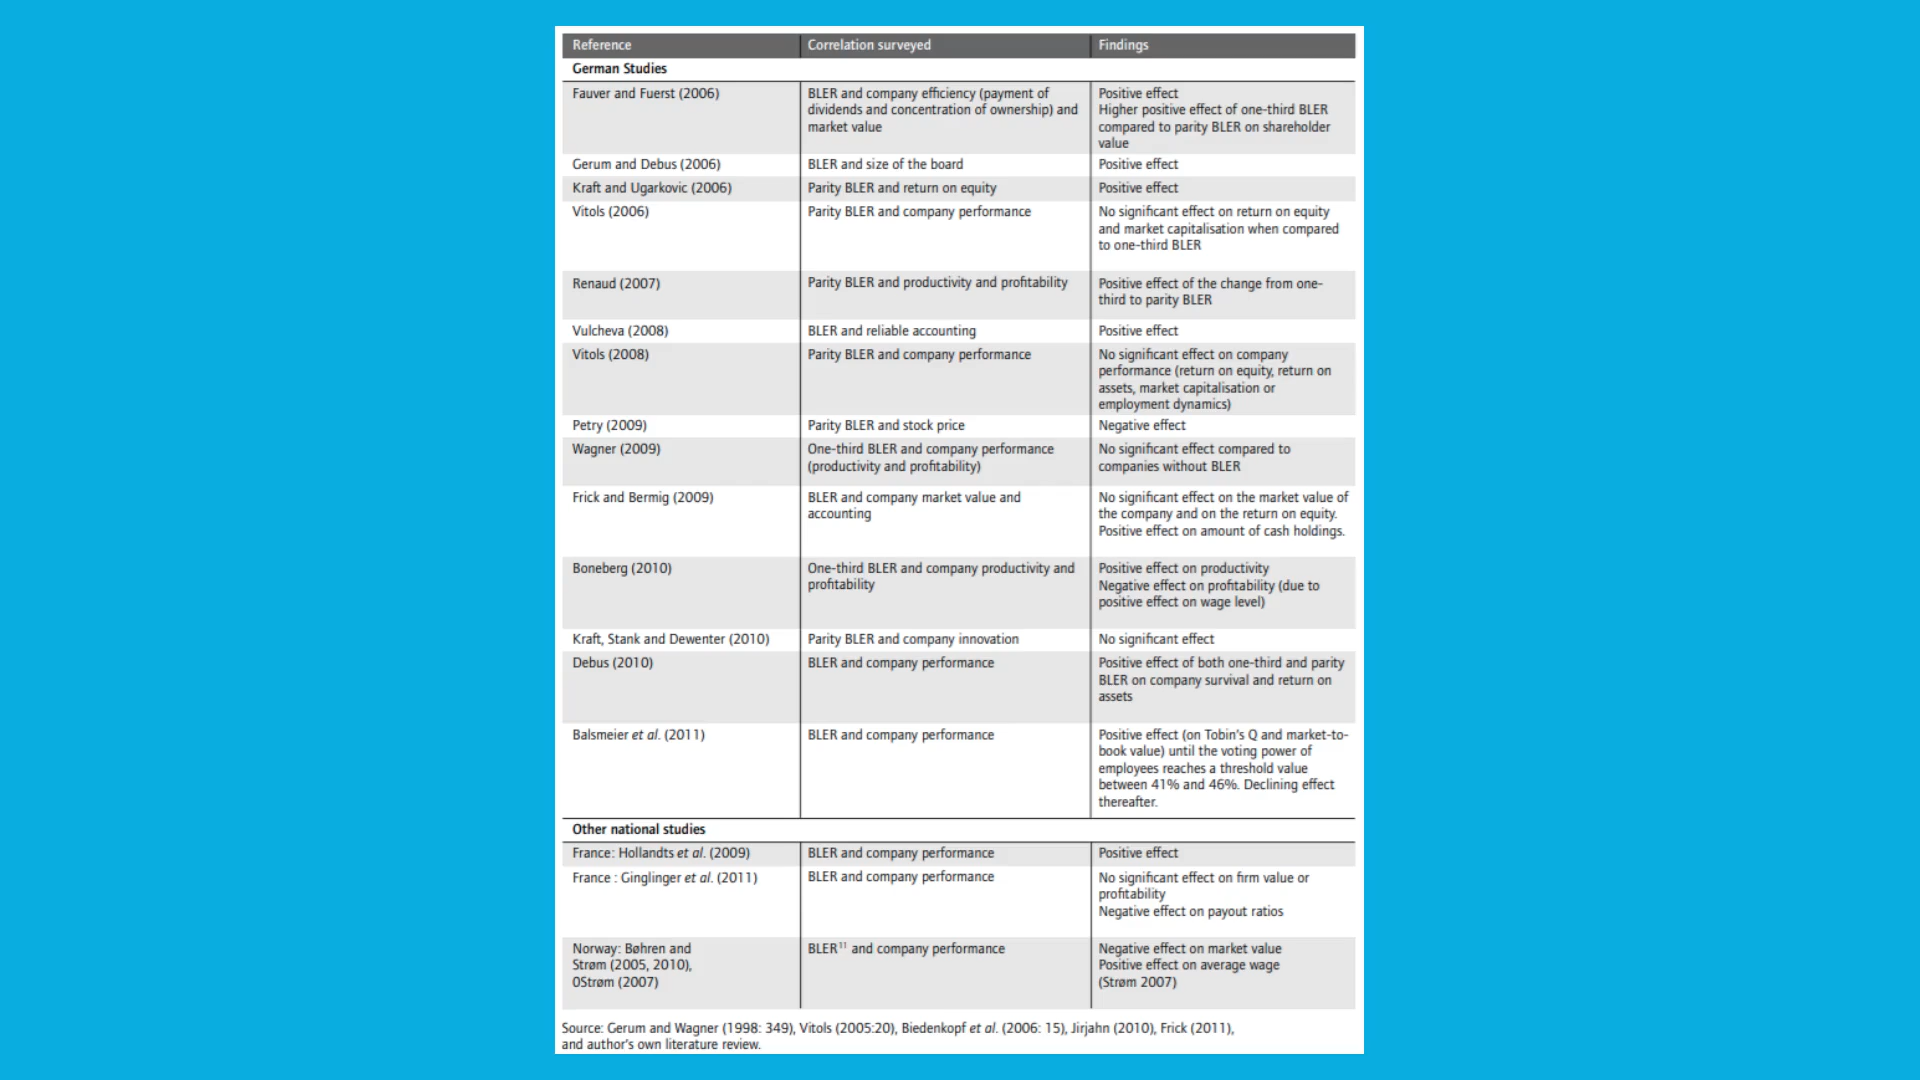 Reference Correlation surveyed Findings
German Studies
Fauver and Fuerst (2006) BLER and company efficiency (payment of Positive effect
dividends and concentration of ownership) and Higher positive effect of one-third BLER
market value compared to parity BLER on shareholder
value
Gerum and Debus (2006) BLER and size of the board Positive effect
Kraft and Ugarkovic (2006) Parity BLER and return on equity Positive effect
Vitols (2006) Parity BLER and company performance No significant effect on return on equity
and market capitalisation when compared
to one-third BLER
Renaud (2007) Parity BLER and productivity and profitability Positive effect of the change from one-
third to parity BLER
Vulcheva (2008) BLER and reliable accounting Positive effect
Vitols (2008) Parity BLER and company performance No significant effect on company
performance (return on equity, return on
assets, market capitalisation or
employment dynamics)
Petry (2009) Parity BLER and stock price Negative effect
Wagner (2009) One-third BLER and company performance No significant effect compared to
(productivity and profitability) companies without BLER
Frick and Bermig (2009) BLER and company market value and No significant effect on the market value of
accounting the company and on the return on equity.
Positive effect on amount of cash holdings.
Boneberg (2010) One-third BLER and company productivity and Positive effect on productivity
profitability Negative effect on profitability (due to
positive effect on wage level)
Kraft, Stank and Dewenter (2010) Parity BLER and company innovation No significant effect
Debus (2010) BLER and company performance Positive effect of both one-third and parity
BLER on company survival and return on
assets
Balsmeier et al. (2011) BLER and company performance Positive effect (on Tobin's Q and market-to-
book value) until the voting power of
employees reaches a threshold value
between 41% and 46%. Declining effect
thereafter.
Other national studies
France: Hollandts et al. (2009) BLER and company performance Positive effect
France : Ginglinger et al. (2011) BLER and company performance No significant effect on firm value or
profitability
Negative effect on payout ratios
Norway: Bøhren and BLER¹¹ and company performance Negative effect on market value
Strøm (2005, 2010), Positive effect on average wage
OStrøm (2007) (Strøm 2007)
Source: Gerum and Wagner (1998: 349), Vitols (2005:20), Biedenkopf et al. (2006: 15), Jirjahn (2010), Frick (2011),
and author's own literature review.